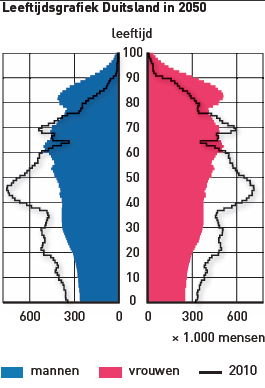 Leeftijdsgrafiek Duitsland in 2050
leeftijd
100
90
80
70
60
50
40
30
20
10
0
600 300 0 0 300 600
× 1.000 mensen
mannen vrouwen 2010